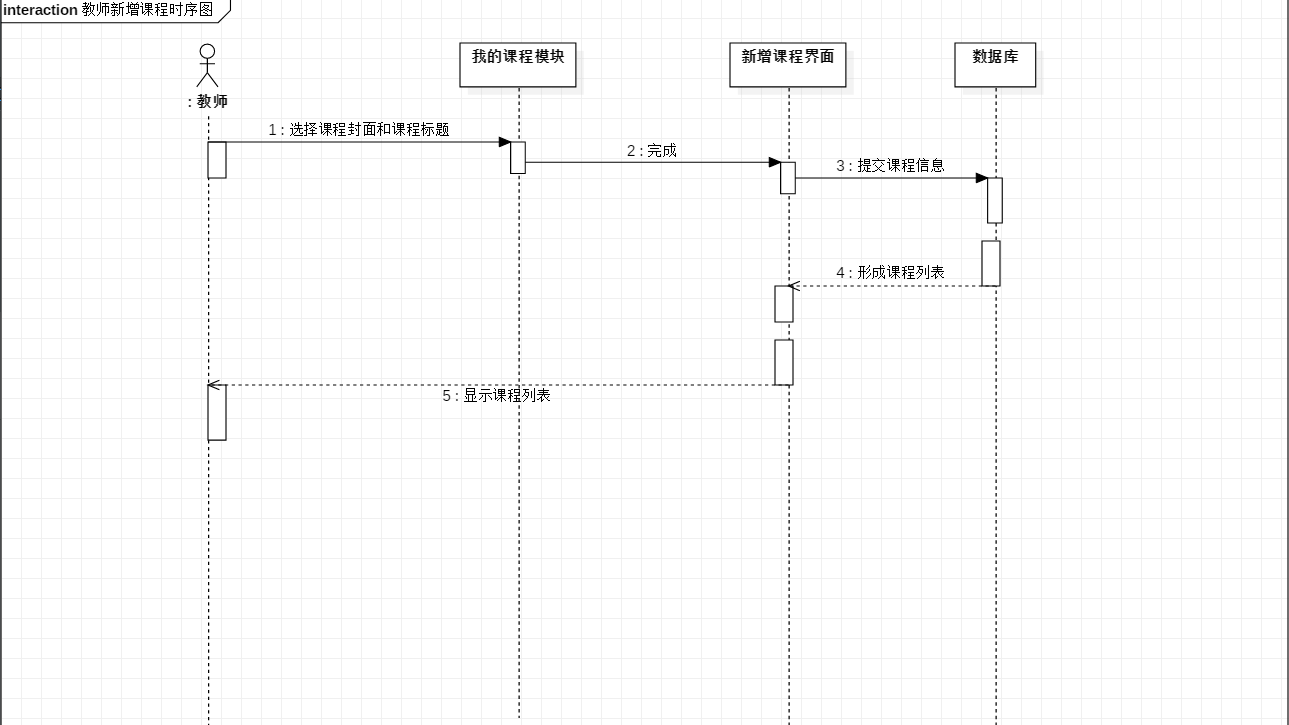 interaction 教师新增课程时序图
我的课程模块
新增课程界面
数据库
: 教师
1 : 选择课程封面和课程标题
2 : 完成
3 : 提交课程信息
4 : 形成课程列表
5 : 显示课程列表